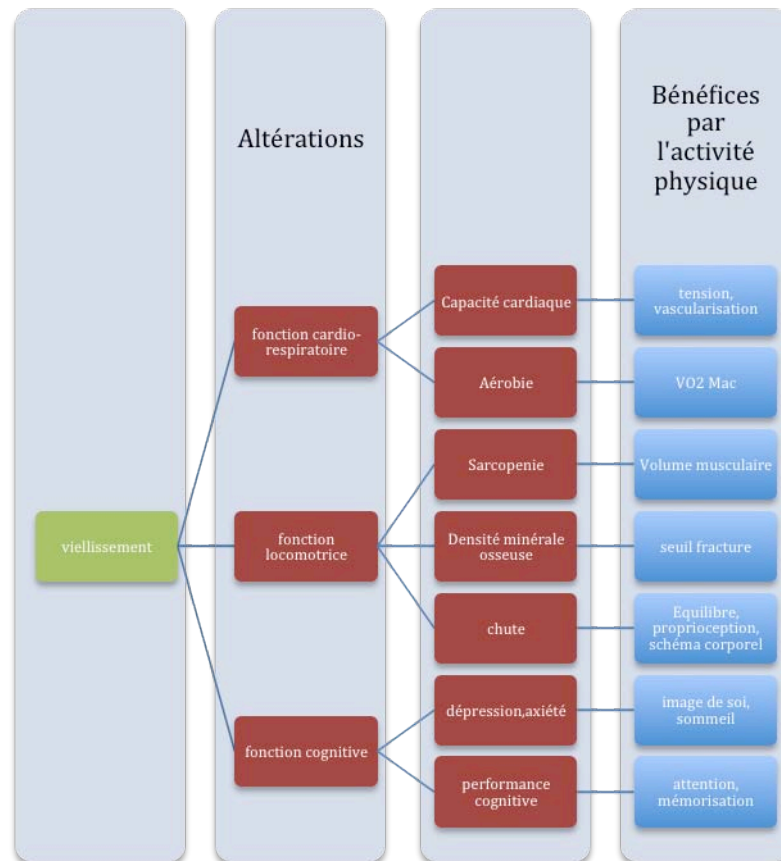 Altérations
Bénéfices
par
l'activité
physique
viellissement
fonction cardio-
respiratoire
fonction
locomotrice
fonction cognitive
Capacité cardiaque
Aérobie
Sarcopenie
Densité minérale
osseuse
chute
dépression,axiété
performance
cognitive
tension,
vascularisation
VO2 Mac
Volume musculaire
seuil fracture
Equilibre,
proprioception,
schéma corporel
image de soi,
sommeil
attention,
mémorisation